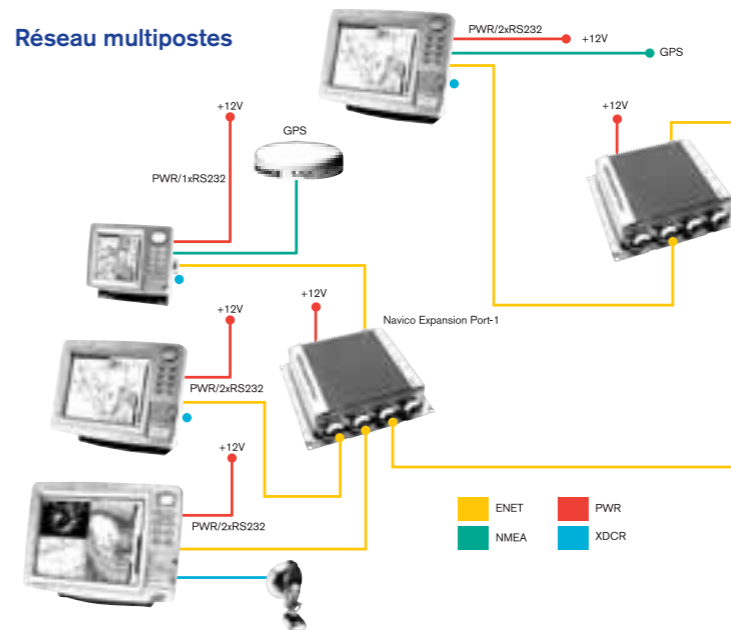 Réseau multipostes
PWR/2xRS232
+12V
GPS
+12V
+12V
GPS
PWR/1xRS232
+12V
Navico Expansion Port-1
+12V
PWR/2xRS232
+12V
PWR/2xRS232
ENET
PWR
NMEA
XDCR